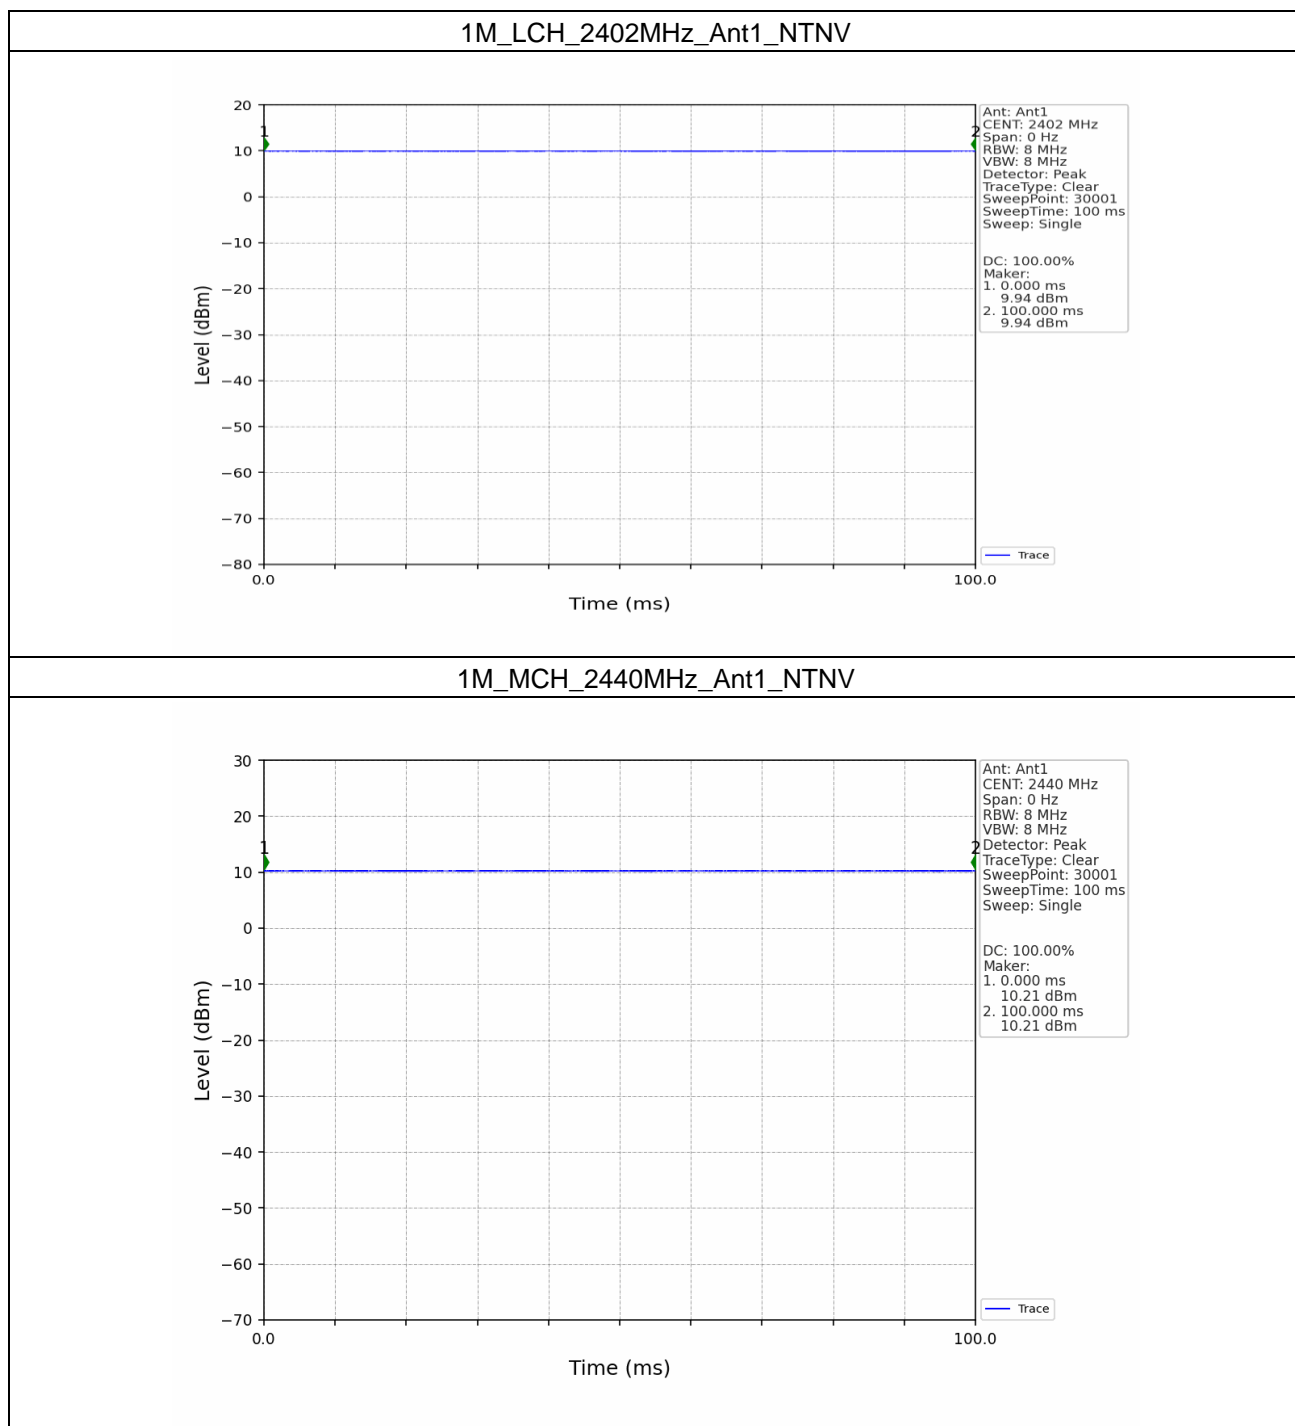 1M_LCH_2402MHz_Ant1_NTNV
20
10
0
−10
−20
−30
−40
−50
−60
−70
−80
Level (dBm)
1
2
0.0
100.0
Time (ms)
Ant: Ant1
CENT: 2402 MHz
Span: 0 Hz
RBW: 8 MHz
VBW: 8 MHz
Detector: Peak
TraceType: Clear
SweepPoint: 30001
SweepTime: 100 ms
Sweep: Single
DC: 100.00%
Maker:
1. 0.000 ms
9.94 dBm
2. 100.000 ms
9.94 dBm
Trace
1M_MCH_2440MHz_Ant1_NTNV
30
20
10
0
−10
−20
−30
−40
−50
−60
−70
Level (dBm)
1
2
0.0
100.0
Time (ms)
Ant: Ant1
CENT: 2440 MHz
Span: 0 Hz
RBW: 8 MHz
VBW: 8 MHz
Detector: Peak
TraceType: Clear
SweepPoint: 30001
SweepTime: 100 ms
Sweep: Single
DC: 100.00%
Maker:
1. 0.000 ms
10.21 dBm
2. 100.000 ms
10.21 dBm
Trace